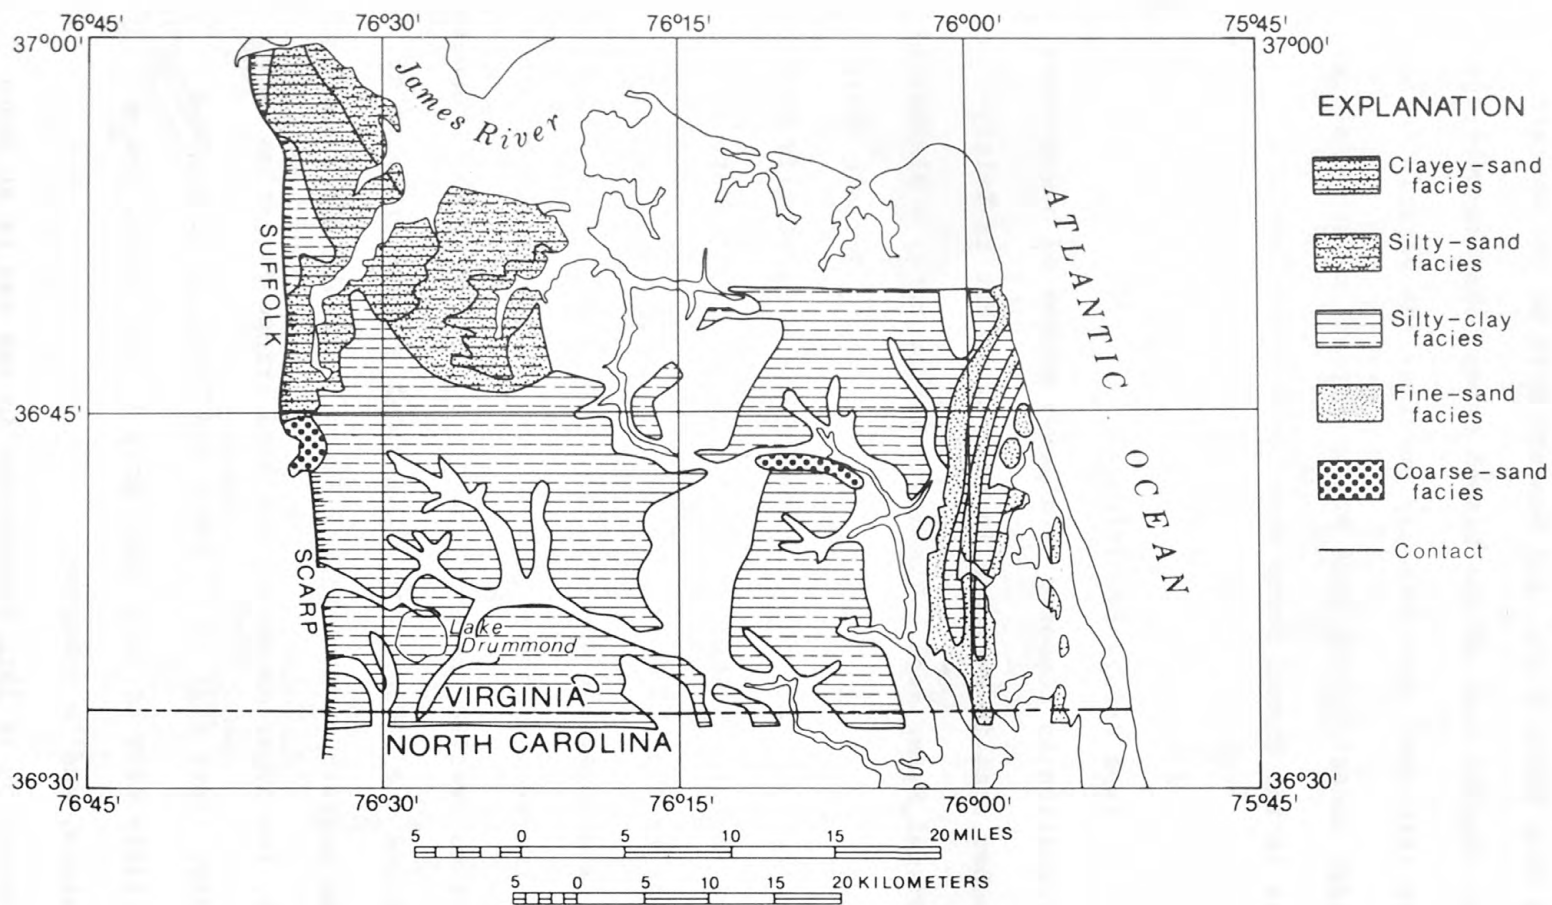 76°45' 76°30' 76°15' 76°00' 75°45'
37°00' 37°00'
James River
EXPLANATION
Clayey-sand
facies
ATLANTIC
OCEAN
SUFFOLK
SCARP
Silty-sand
facies
Silty-clay
facies
36°45' 36°45'
Fine-sand
facies
Coarse-sand
facies
Contact
Lake
Drummond
VIRGINIA
NORTH CAROLINA
36°30' 36°30'
76°45' 76°30' 76°15' 76°00' 75°45'
5 0 5 10 15 20 MILES
5 0 5 10 15 20 KILOMETERS